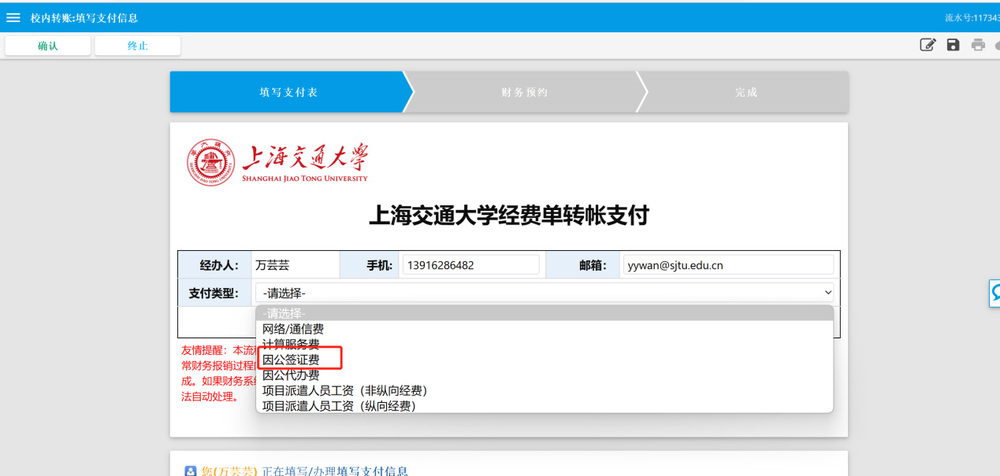 校内转账:填写支付信息
流水号:117343
确认
终止
填写支付表
财务预约
完成
上海交通大学
SHANGHAI JIAO TONG UNIVERSITY
上海交通大学经费单转帐支付
经办人: 万芸芸 手机: 13916286482 邮箱: yywan@sjtu.edu.cn
支付类型: -请选择-
-请选择-
网络/通信费
计算服务费
因公签证费
因公代办费
项目派遣人员工资（非纵向经费）
项目派遣人员工资（纵向经费）
友情提醒：本流
常财务报销过程
成。如果财务系
法自动处理。
您(万芸芸) 正在填写/办理填写支付信息